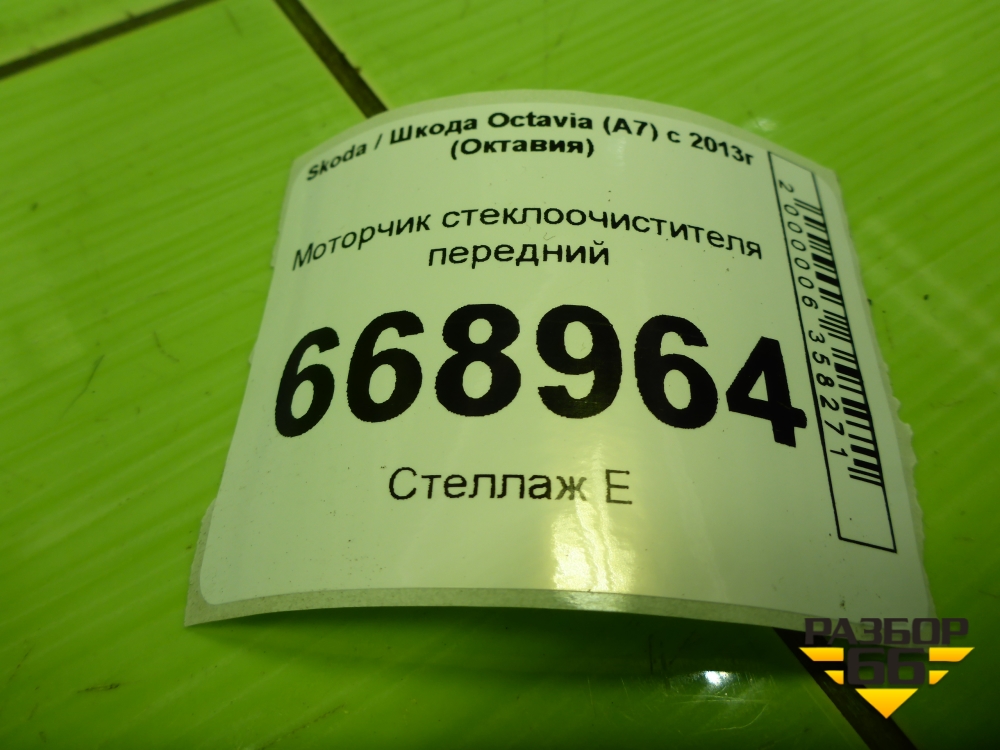 Skoda / Шкода Octavia (A7) с 2013г
(Октавия)
Моторчик стеклоочистителя
передний
668964
Стеллаж Е
2000006358271
РАЗБОР
66